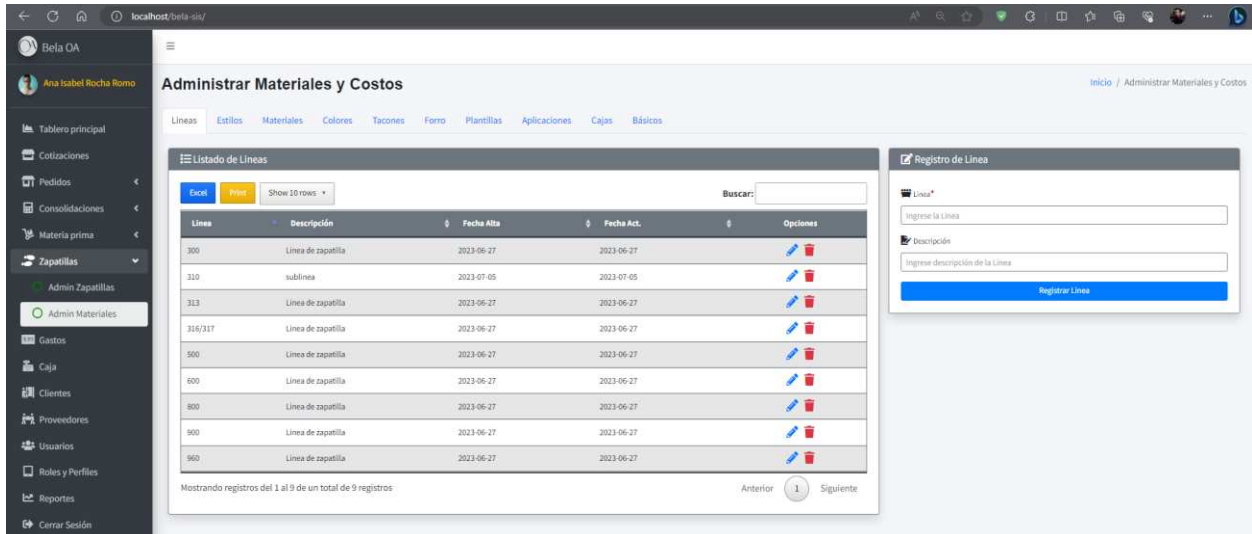 localhost/bela-sis/
Bela OA
Ana Isabel Rocha Romo
Tablero principal
Cotizaciones
Pedidos
Consolidaciones
Materia prima
Zapatillas
Admin Zapatillas
Admin Materiales
Gastos
Caja
Clientes
Proveedores
Usuarios
Roles y Perfiles
Reportes
Cerrar Sesión
Administrar Materiales y Costos
Inicio / Administrar Materiales y Costos
Lineas Estilos Materiales Colores Tacones Forro Plantillas Aplicaciones Cajas Básicos
Listado de Lineas
Excel Print Show 10 rows Buscar:
Linea Descripción Fecha Alta Fecha Act. Opciones
300 Linea de zapatilla 2023-06-27 2023-06-27
310 sublinea 2023-07-05 2023-07-05
313 Linea de zapatilla 2023-06-27 2023-06-27
316/317 Linea de zapatilla 2023-06-27 2023-06-27
500 Linea de zapatilla 2023-06-27 2023-06-27
600 Linea de zapatilla 2023-06-27 2023-06-27
800 Linea de zapatilla 2023-06-27 2023-06-27
900 Linea de zapatilla 2023-06-27 2023-06-27
960 Linea de zapatilla 2023-06-27 2023-06-27
Mostrando registros del 1 al 9 de un total de 9 registros
Anterior 1 Siguiente
Registro de Linea
Linea*
Ingrese la Linea
Descripción
Ingrese descripción de la Linea
Registrar Linea